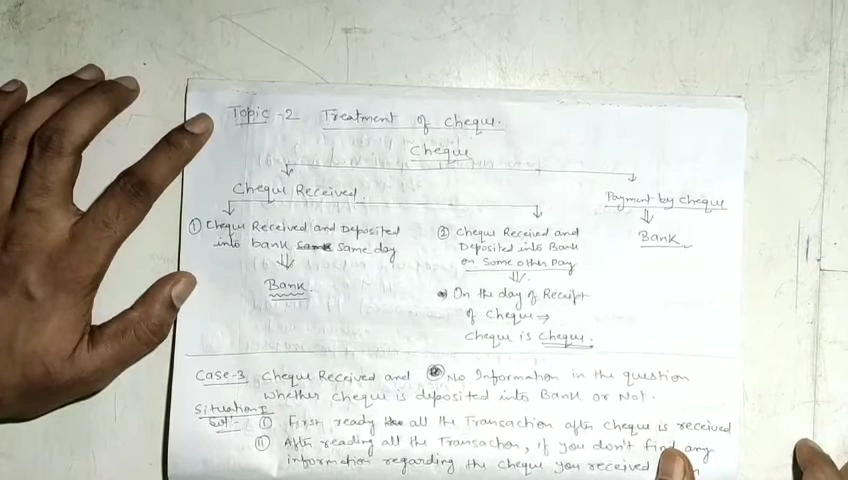 Topic -2 Treatment of cheque.
Cheque
Cheque Received
Payment by cheque
Bank
① Cheque Received and Deposited
into bank same day
Bank.
② Cheque Received and
Deposited into Bank
on Some other Day
On the day of Receipt
of Cheque ⇒
Cheque is Cheque.
Case-3 Cheque Received and No Information in the question
whether cheque is deposited into Bank or Not.
Situation I
Sol:- Ⓘ First ready all the Transaction after cheque is received
Ⓘⓘ After reading all the Transaction, if you don't find any
information regarding the cheque you received